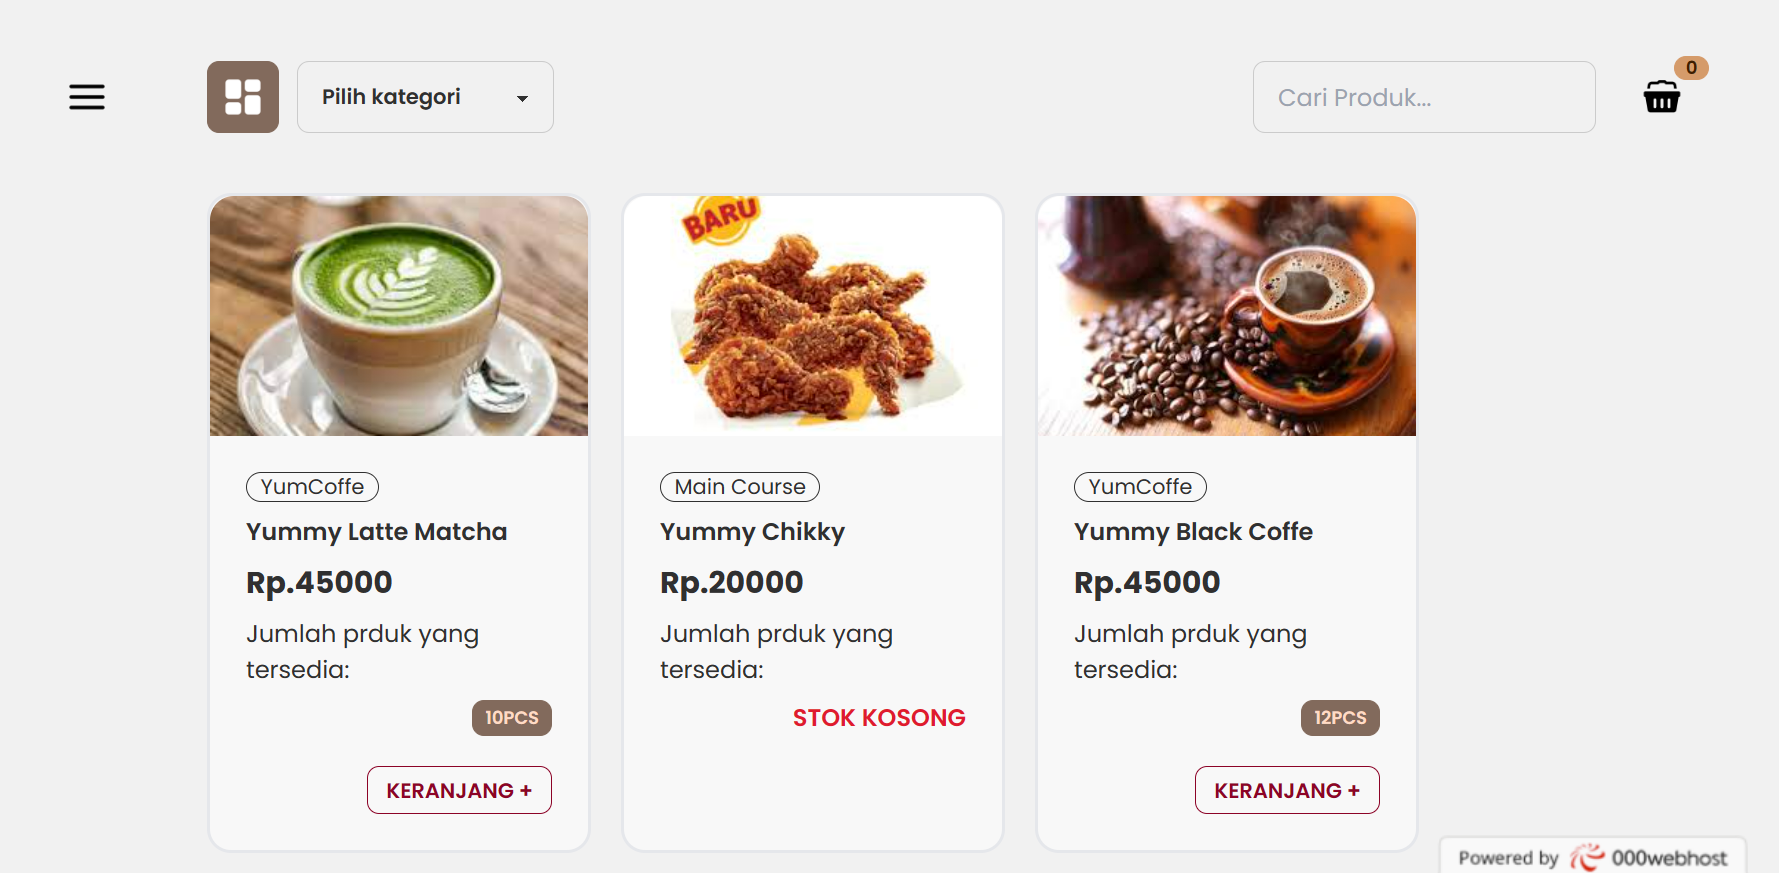 Pilih kategori
Cari Produk...
0
BARU
YumCoffe
Yummy Latte Matcha
Rp.45000
Jumlah prduk yang
tersedia:
10PCS
KERANJANG +
Main Course
Yummy Chikky
Rp.20000
Jumlah prduk yang
tersedia:
STOK KOSONG
YumCoffe
Yummy Black Coffe
Rp.45000
Jumlah prduk yang
tersedia:
12PCS
KERANJANG +
Powered by 000webhost